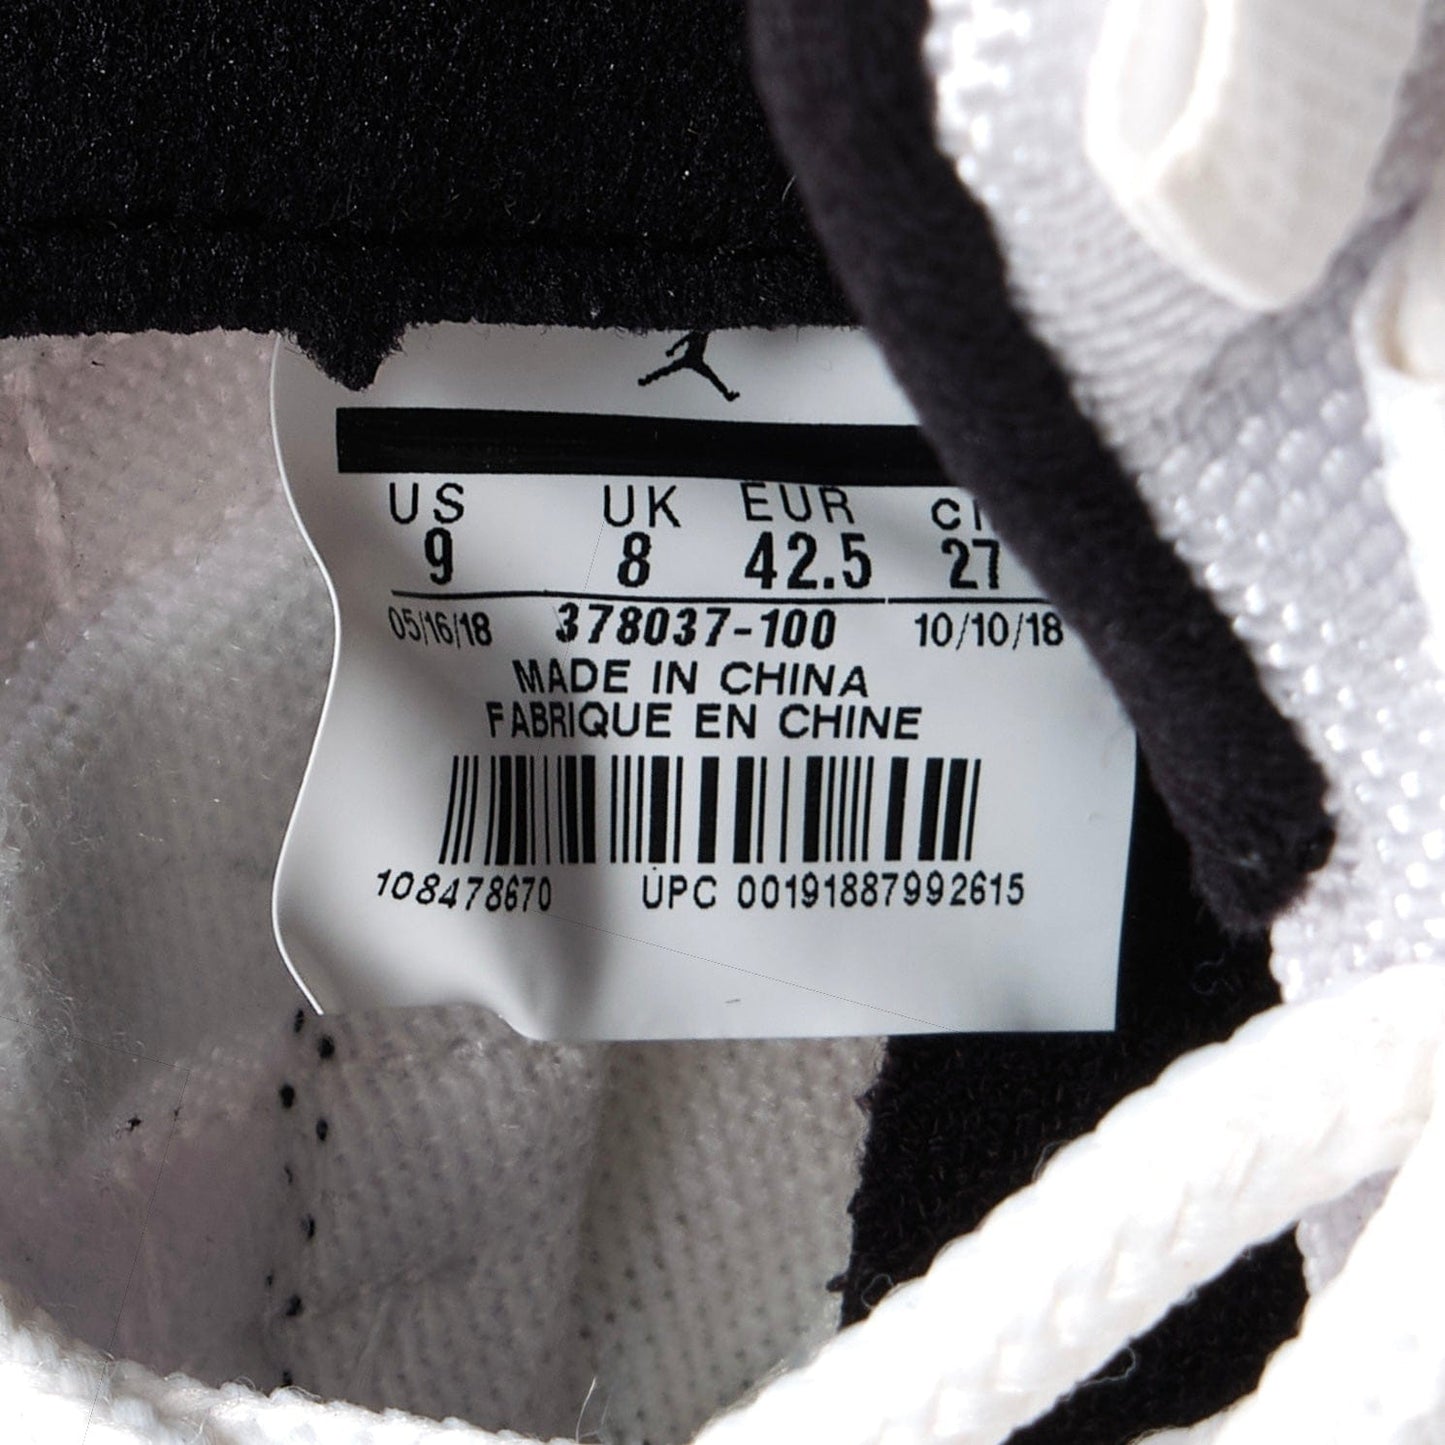 US UK EUR
9 8 42.5 27
05/16/18 378037-100 10/10/18
MADE IN CHINA
FABRIQUE EN CHINE
108478670 UPC 00191887992615